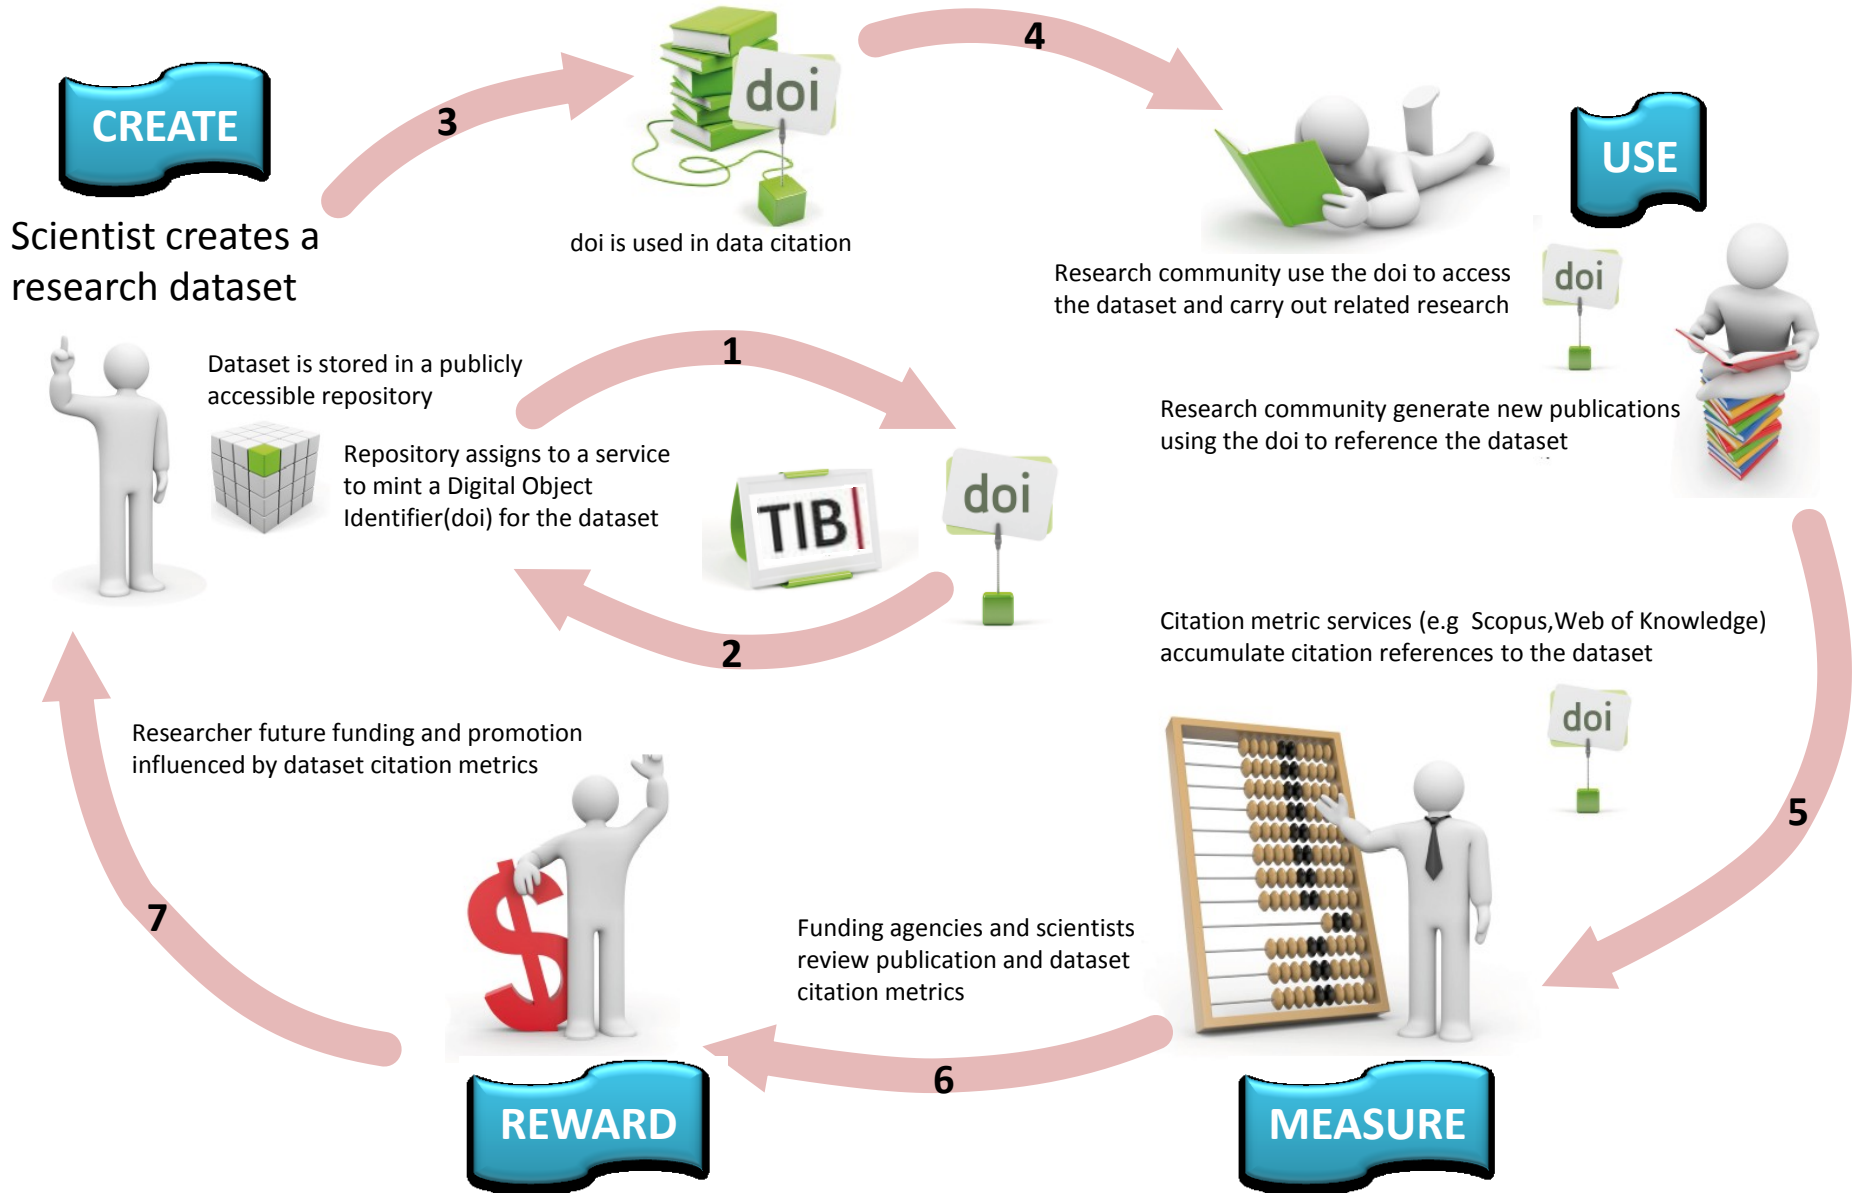 CREATE
Scientist creates a
research dataset
3
doi
doi is used in data citation
4
USE
Research community use the doi to access
the dataset and carry out related research
doi
Dataset is stored in a publicly
accessible repository
Repository assigns to a service
to mint a Digital Object
Identifier(doi) for the dataset
1
TIB
doi
2
Research community generate new publications
using the doi to reference the dataset
Citation metric services (e.g  Scopus,Web of Knowledge)
accumulate citation references to the dataset
doi
5
MEASURE
Funding agencies and scientists
review publication and dataset
citation metrics
6
REWARD
Researcher future funding and promotion
influenced by dataset citation metrics
7